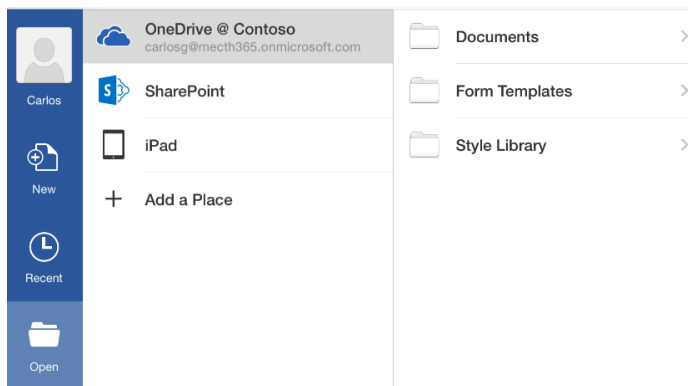 Carlos
New
Recent
Open
OneDrive @ Contoso
carlosg@mecth365.onmicrosoft.com
S
SharePoint
iPad
Add a Place
Documents
Form Templates
Style Library